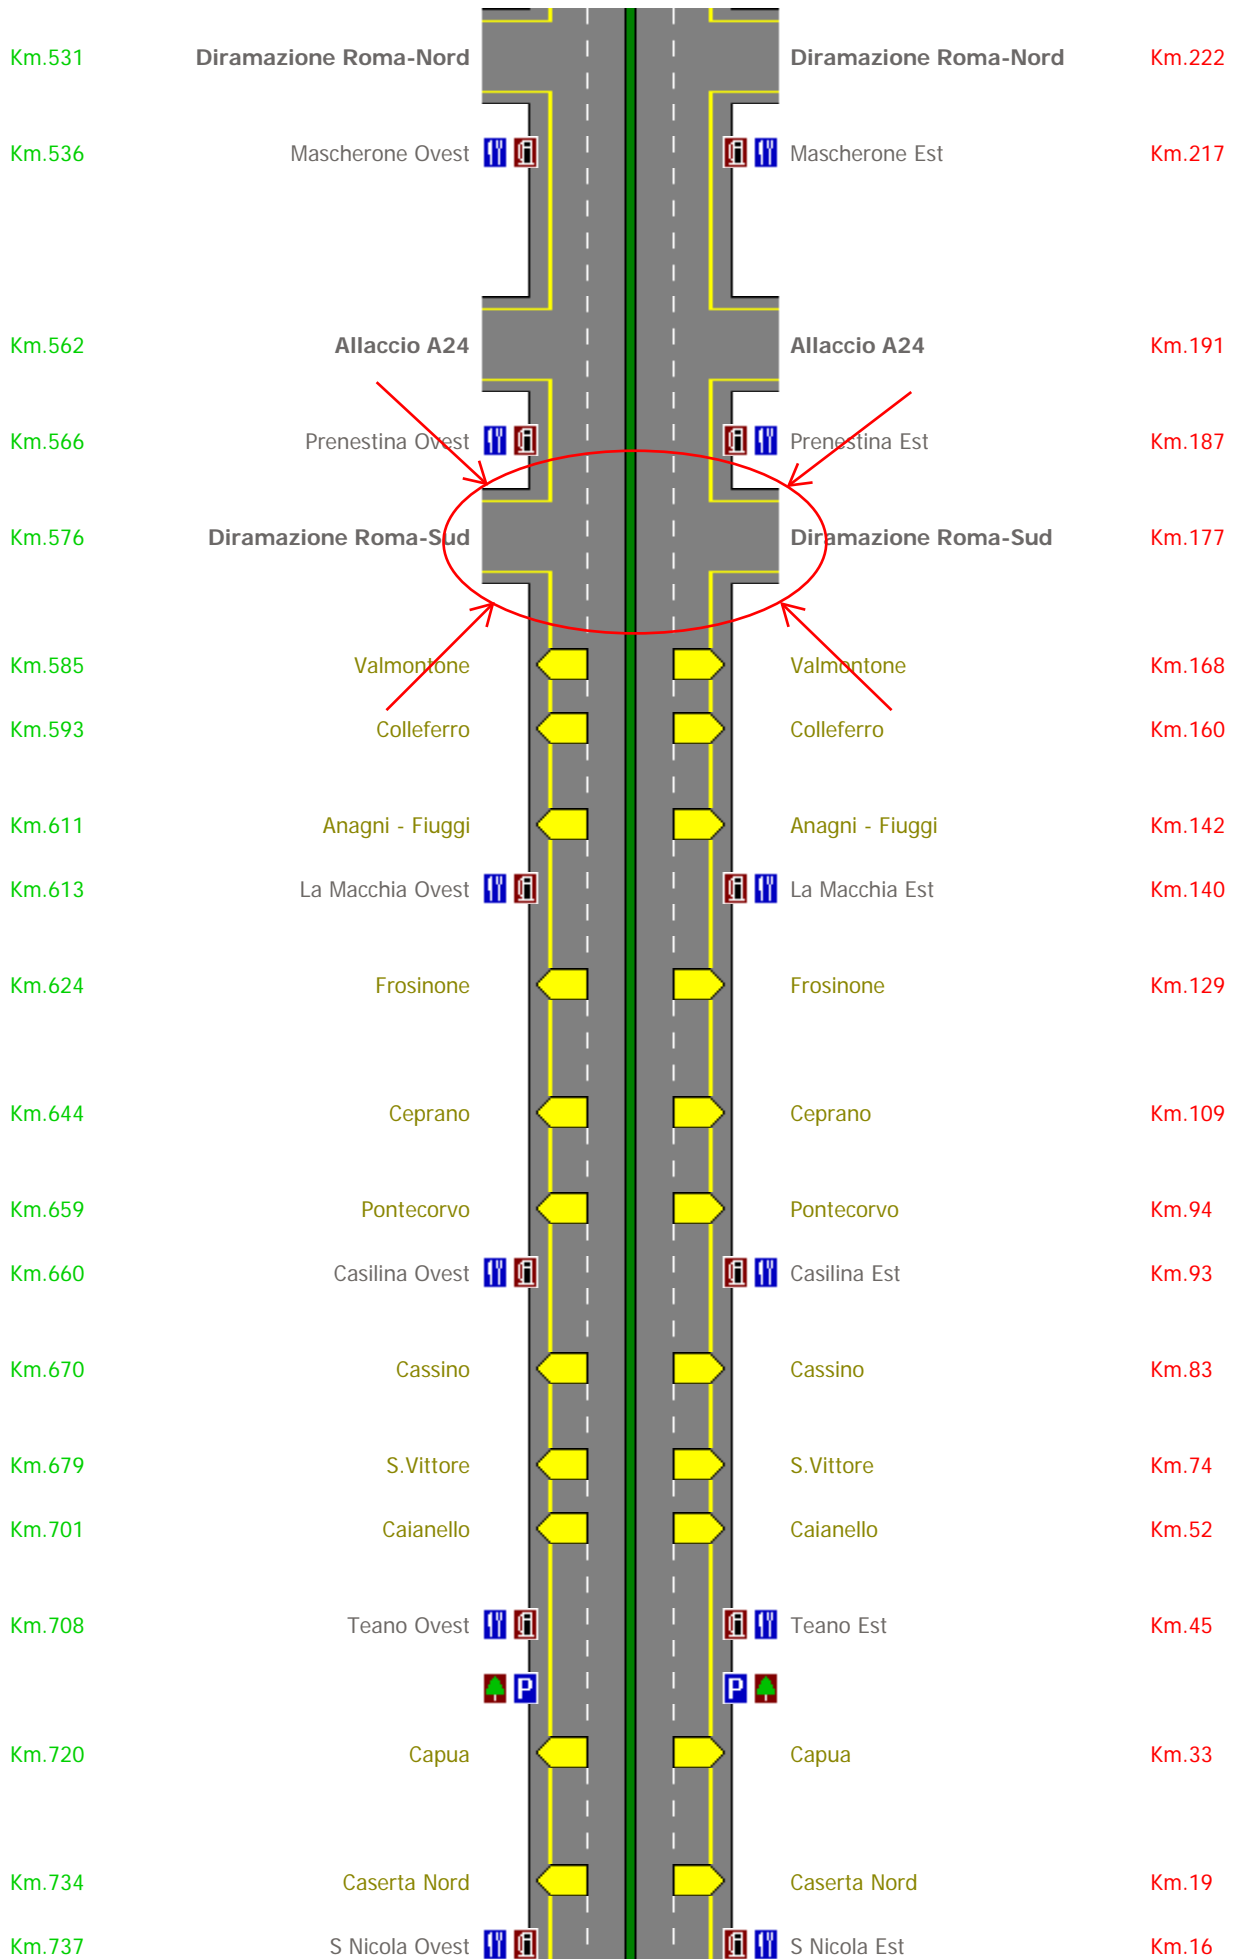 Km.531 Diramazione Roma-Nord Diramazione Roma-Nord Km.222
Km.536 Mascherone Ovest Mascherone Est Km.217
Km.562 Allaccio A24 Allaccio A24 Km.191
Km.566 Prenestina Ovest Prenestina Est Km.187
Km.576 Diramazione Roma-Sud Diramazione Roma-Sud Km.177
Km.585 Valmontone Valmontone Km.168
Km.593 Colleferro Colleferro Km.160
Km.611 Anagni - Fiuggi Anagni - Fiuggi Km.142
Km.613 La Macchia Ovest La Macchia Est Km.140
Km.624 Frosinone Frosinone Km.129
Km.644 Ceprano Ceprano Km.109
Km.659 Pontecorvo Pontecorvo Km.94
Km.660 Casilina Ovest Casilina Est Km.93
Km.670 Cassino Cassino Km.83
Km.679 S.Vittore S.Vittore Km.74
Km.701 Caianello Caianello Km.52
Km.708 Teano Ovest Teano Est Km.45
P P
Km.720 Capua Capua Km.33
Km.734 Caserta Nord Caserta Nord Km.19
Km.737 S Nicola Ovest S Nicola Est Km.16